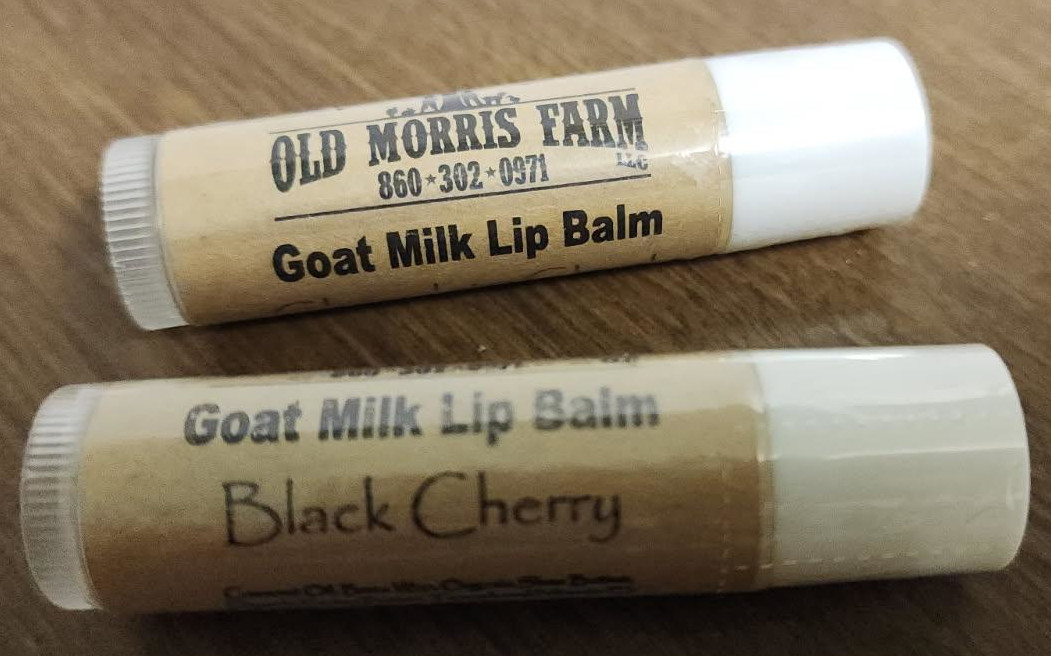 OLD MORRIS FARM
LLC
860★302★0971
Goat Milk Lip Balm
Goat Milk Lip Balm
Black Cherry